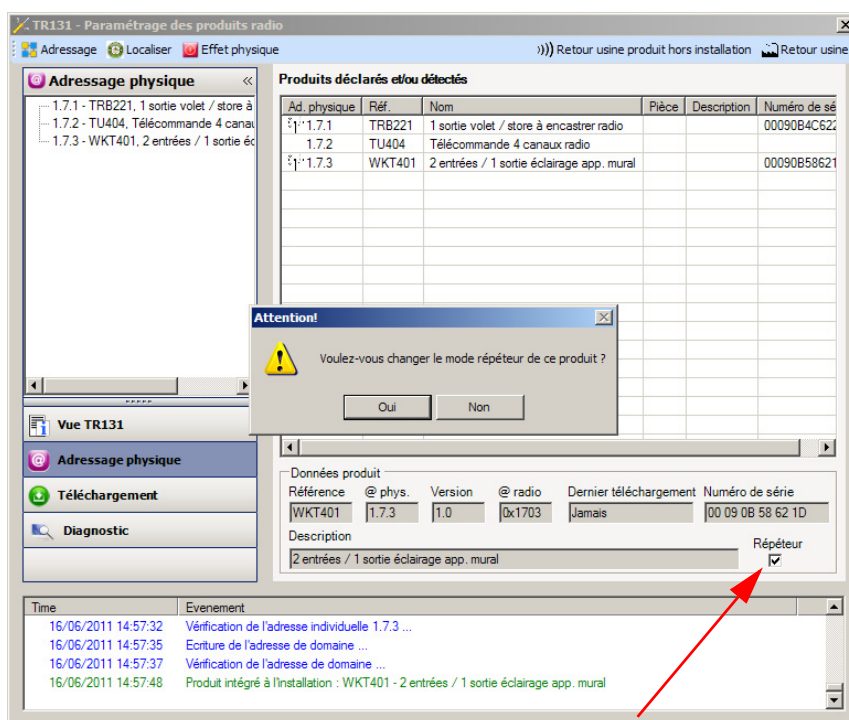 TR131 - Paramétrage des produits radio
Adressage Localiser Effet physique Retour usine produit hors installation Retour usine
Adressage physique «
1.7.1 - TRB221, 1 sortie volet / store à
1.7.2 - TU404, Télécommande 4 canau
1.7.3 - WKT401, 2 entrées / 1 sortie éc
Vue TR131
Adressage physique
Téléchargement
Diagnostic
Produits déclarés et/ou détectés
Ad. physique Réf. Nom Pièce Description Numéro de sé
1.7.1 TRB221 1 sortie volet / store à encastrer radio 00090B4C622
1.7.2 TU404 Télécommande 4 canaux radio
1.7.3 WKT401 2 entrées / 1 sortie éclairage app. mural 00090B58621
Attention!
Voulez-vous changer le mode répéteur de ce produit ?
Oui Non
Données produit
Référence @ phys. Version @ radio Dernier téléchargement Numéro de série
WKT401 1.7.3 1.0 0x1703 Jamais 00 09 0B 58 62 1D
Description
Répéteur
2 entrées / 1 sortie éclairage app. mural
Time Evenement
16/06/2011 14:57:32 Vérification de l'adresse individuelle 1.7.3 ...
16/06/2011 14:57:35 Ecriture de l'adresse de domaine ...
16/06/2011 14:57:37 Vérification de l'adresse de domaine ...
16/06/2011 14:57:48 Produit intégré à l'installation : WKT401 - 2 entrées / 1 sortie éclairage app. mural